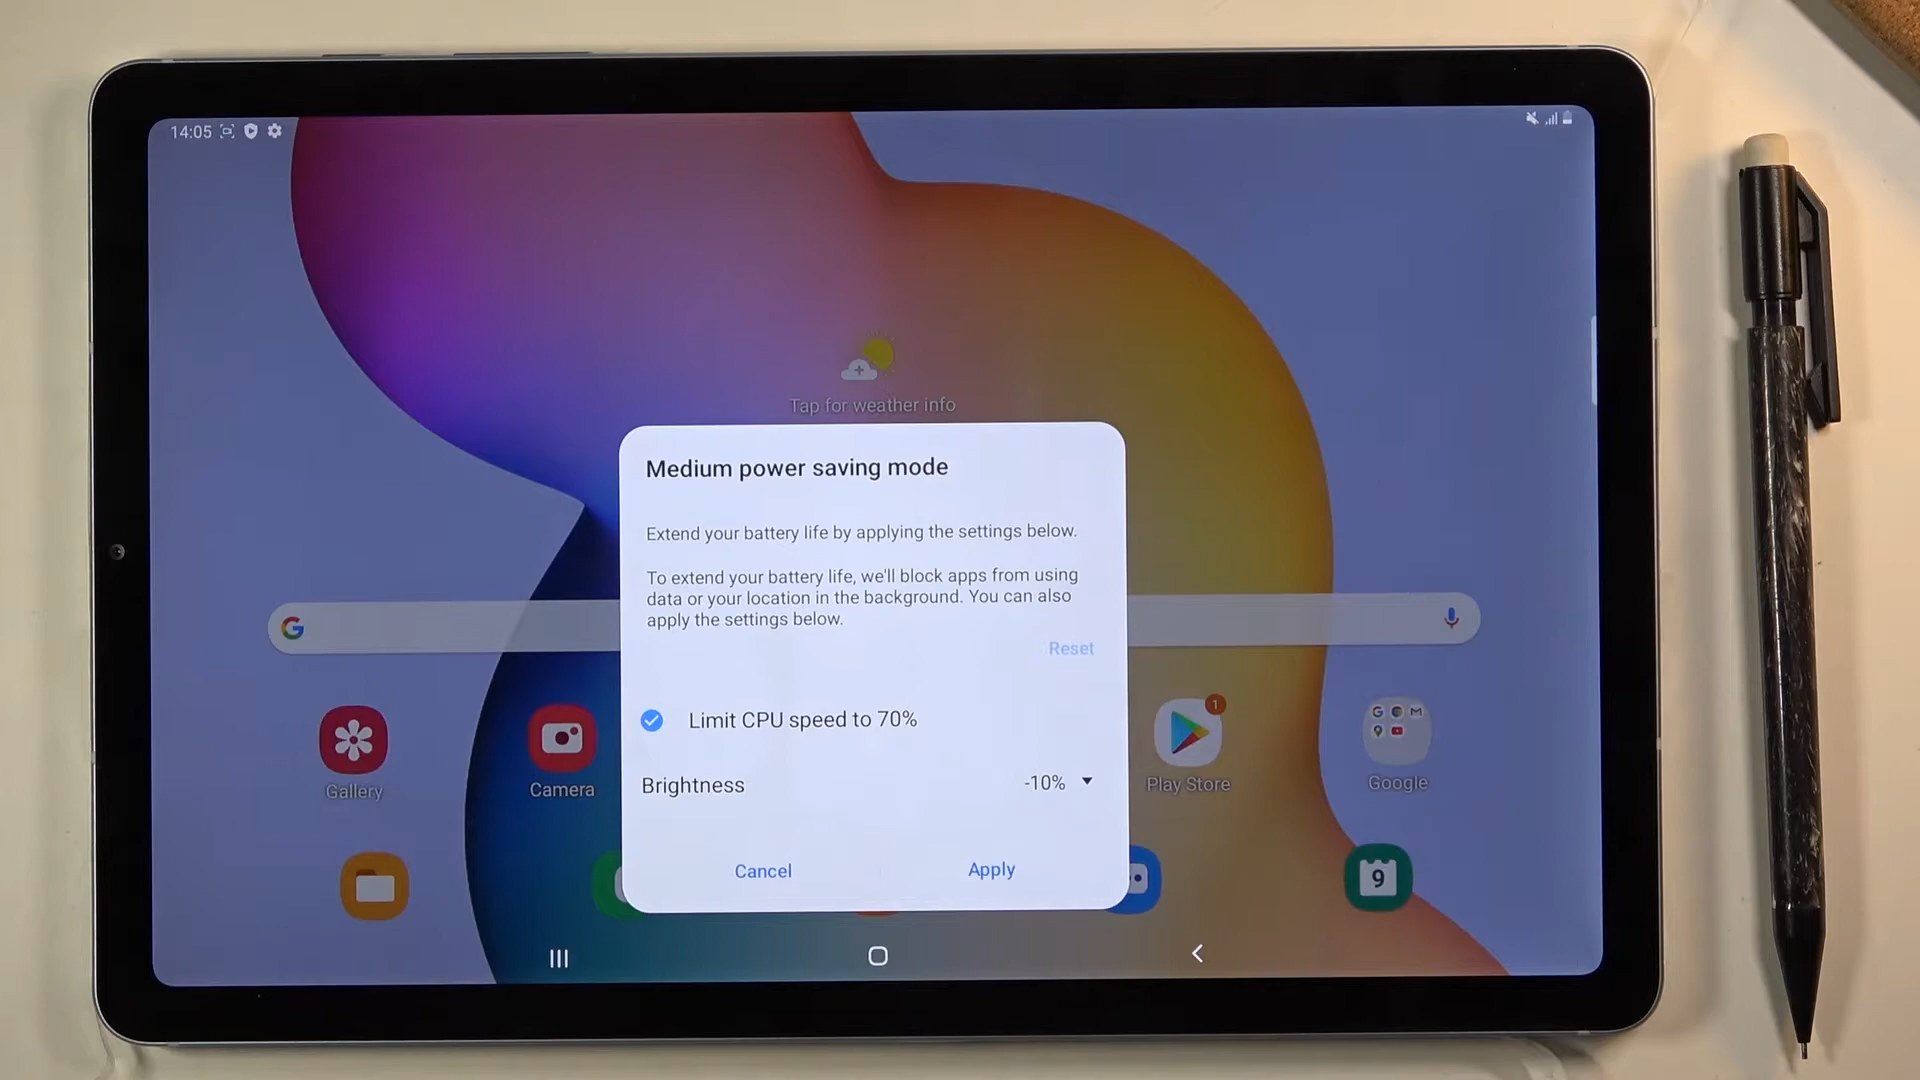 14:05
Tap for weather info
Medium power saving mode
Extend your battery life by applying the settings below.
To extend your battery life, we'll block apps from using
data or your location in the background. You can also
apply the settings below.
Reset
Limit CPU speed to 70%
Brightness
-10%
Cancel
Apply
G
G M
1
Gallery
Camera
Play Store
Google
9